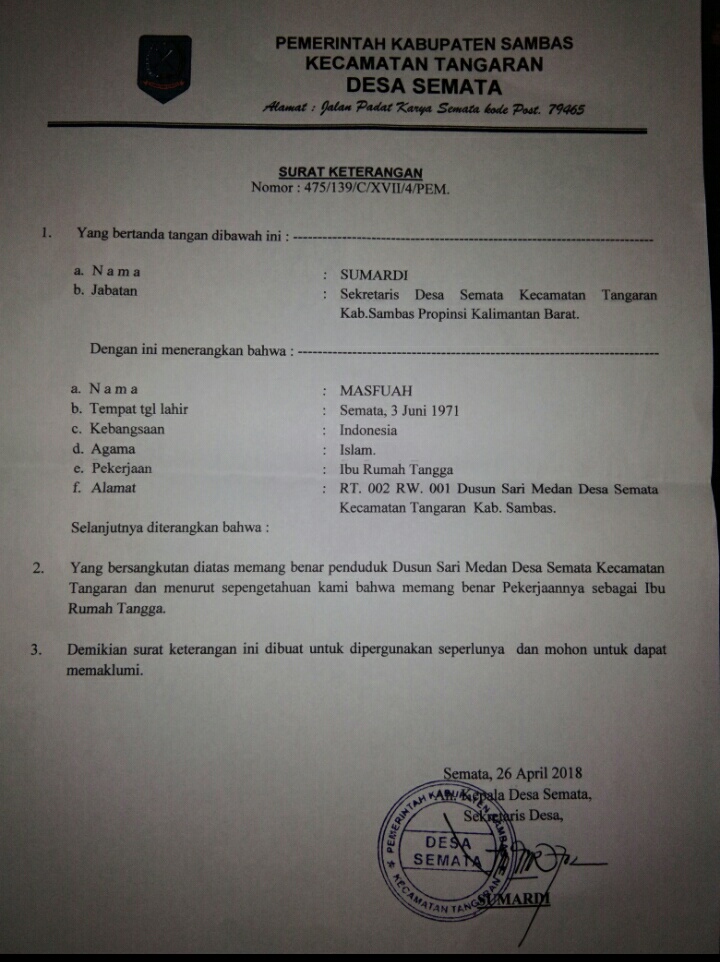 PEMERINTAH KABUPATEN SAMBAS
KECAMATAN TANGARAN
DESA SEMATA
Alamat : Jalan Padat Karya Semata kode Post. 79465
SURAT KETERANGAN
Nomor : 475/139/C/XVII/4/PEM.
1. Yang bertanda tangan dibawah ini : ------------------------------------------------------------
a. N a m a : SUMARDI
b. Jabatan : Sekretaris Desa Semata Kecamatan Tangaran
Kab.Sambas Propinsi Kalimantan Barat.
Dengan ini menerangkan bahwa : ------------------------------------------------------------
a. N a m a : MASFUAH
b. Tempat tgl lahir : Semata, 3 Juni 1971
c. Kebangsaan : Indonesia
d. Agama : Islam.
e. Pekerjaan : Ibu Rumah Tangga
f. Alamat : RT. 002 RW. 001 Dusun Sari Medan Desa Semata
Kecamatan Tangaran Kab. Sambas.
Selanjutnya diterangkan bahwa :
2. Yang bersangkutan diatas memang benar penduduk Dusun Sari Medan Desa Semata Kecamatan
Tangaran dan menurut sepengetahuan kami bahwa memang benar Pekerjaannya sebagai Ibu
Rumah Tangga.
3. Demikian surat keterangan ini dibuat untuk dipergunakan seperlunya dan mohon untuk dapat
memaklumi.
Semata, 26 April 2018
An. Kepala Desa Semata,
Sekretaris Desa,
PEMERINTAH KABUPATEN SAMBAS
DESA
SEMATA
KECAMATAN TANGARAN
SUMARDI